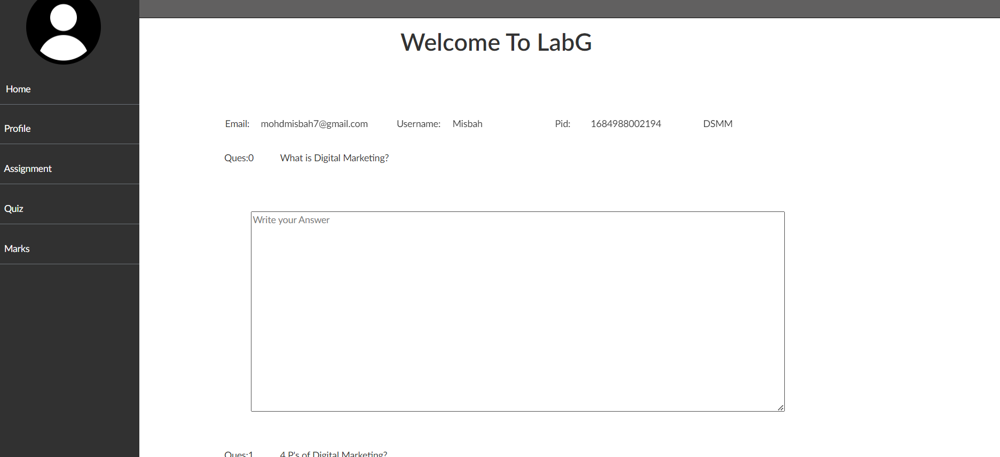 Welcome To LabG
Home
Profile
Assignment
Quiz
Marks
Email: mohdmisbah7@gmail.com Username: Misbah Pid: 1684988002194 DSMM
Ques:0 What is Digital Marketing?
Write your Answer
Ques:1 4 P's of Digital Marketing?